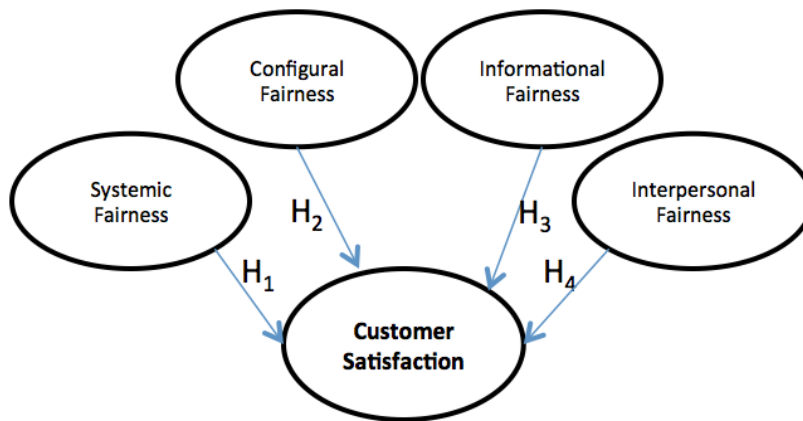 Configural
Fairness
Informational
Fairness
Systemic
Fairness
Interpersonal
Fairness
H₂
H₃
H₁
H₄
Customer
Satisfaction